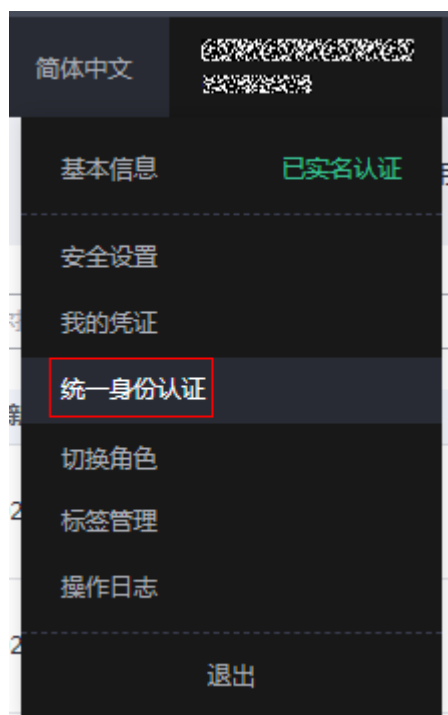 简体中文
基本信息 已实名认证
安全设置
我的凭证
统一身份认证
切换角色
标签管理
操作日志
退出